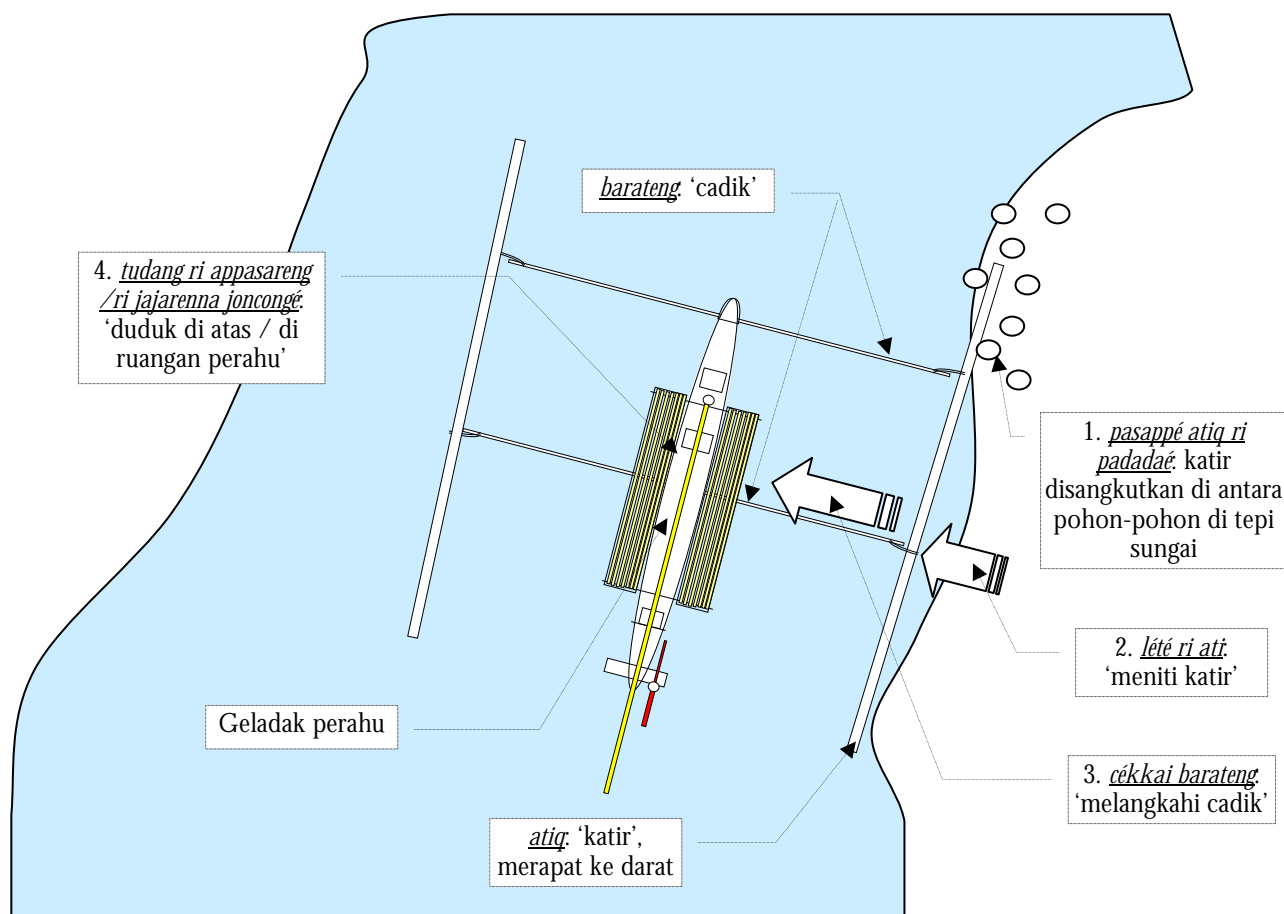 barateng: ‘cadik’
4. tudang ri appasareng
/ri jajarenna joncongé:
‘duduk di atas / di
ruangan perahu’
1. pasappé atiq ri
padadaé: katir
disangkutkan di antara
pohon-pohon di tepi
sungai
2. lété ri atiq:
‘meniti katir’
Geladak perahu
3. cékkai barateng:
‘melangkahi cadik’
atiq: ‘katir’,
merapat ke darat